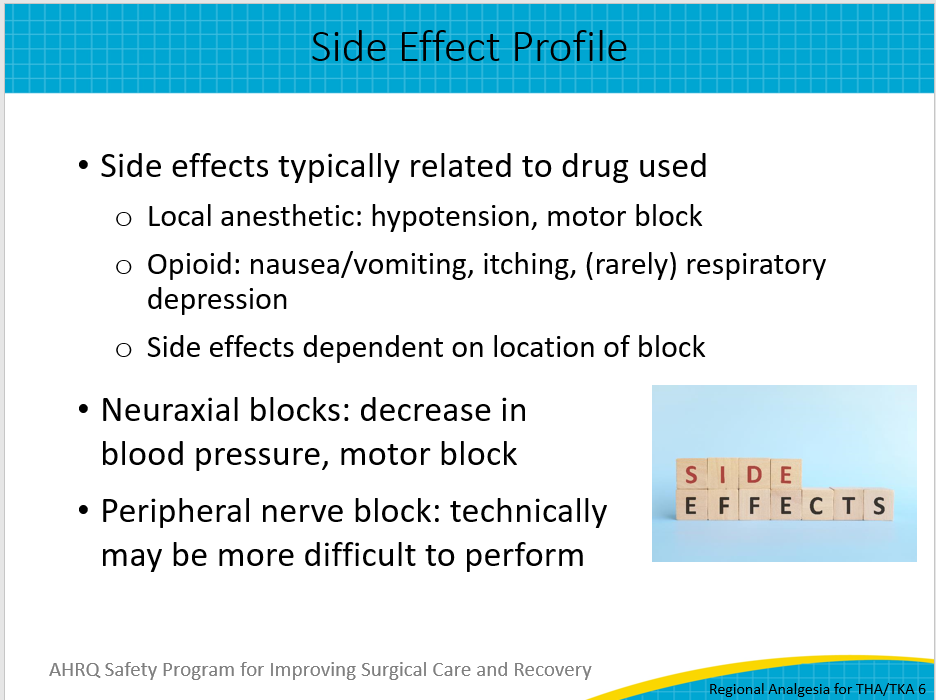 Side Effect Profile
• Side effects typically related to drug used
o Local anesthetic: hypotension, motor block
o Opioid: nausea/vomiting, itching, (rarely) respiratory
depression
o Side effects dependent on location of block
• Neuraxial blocks: decrease in
blood pressure, motor block
• Peripheral nerve block: technically
may be more difficult to perform
SIDE
EFFECTS
AHRQ Safety Program for Improving Surgical Care and Recovery
Regional Analgesia for THA/TKA 6